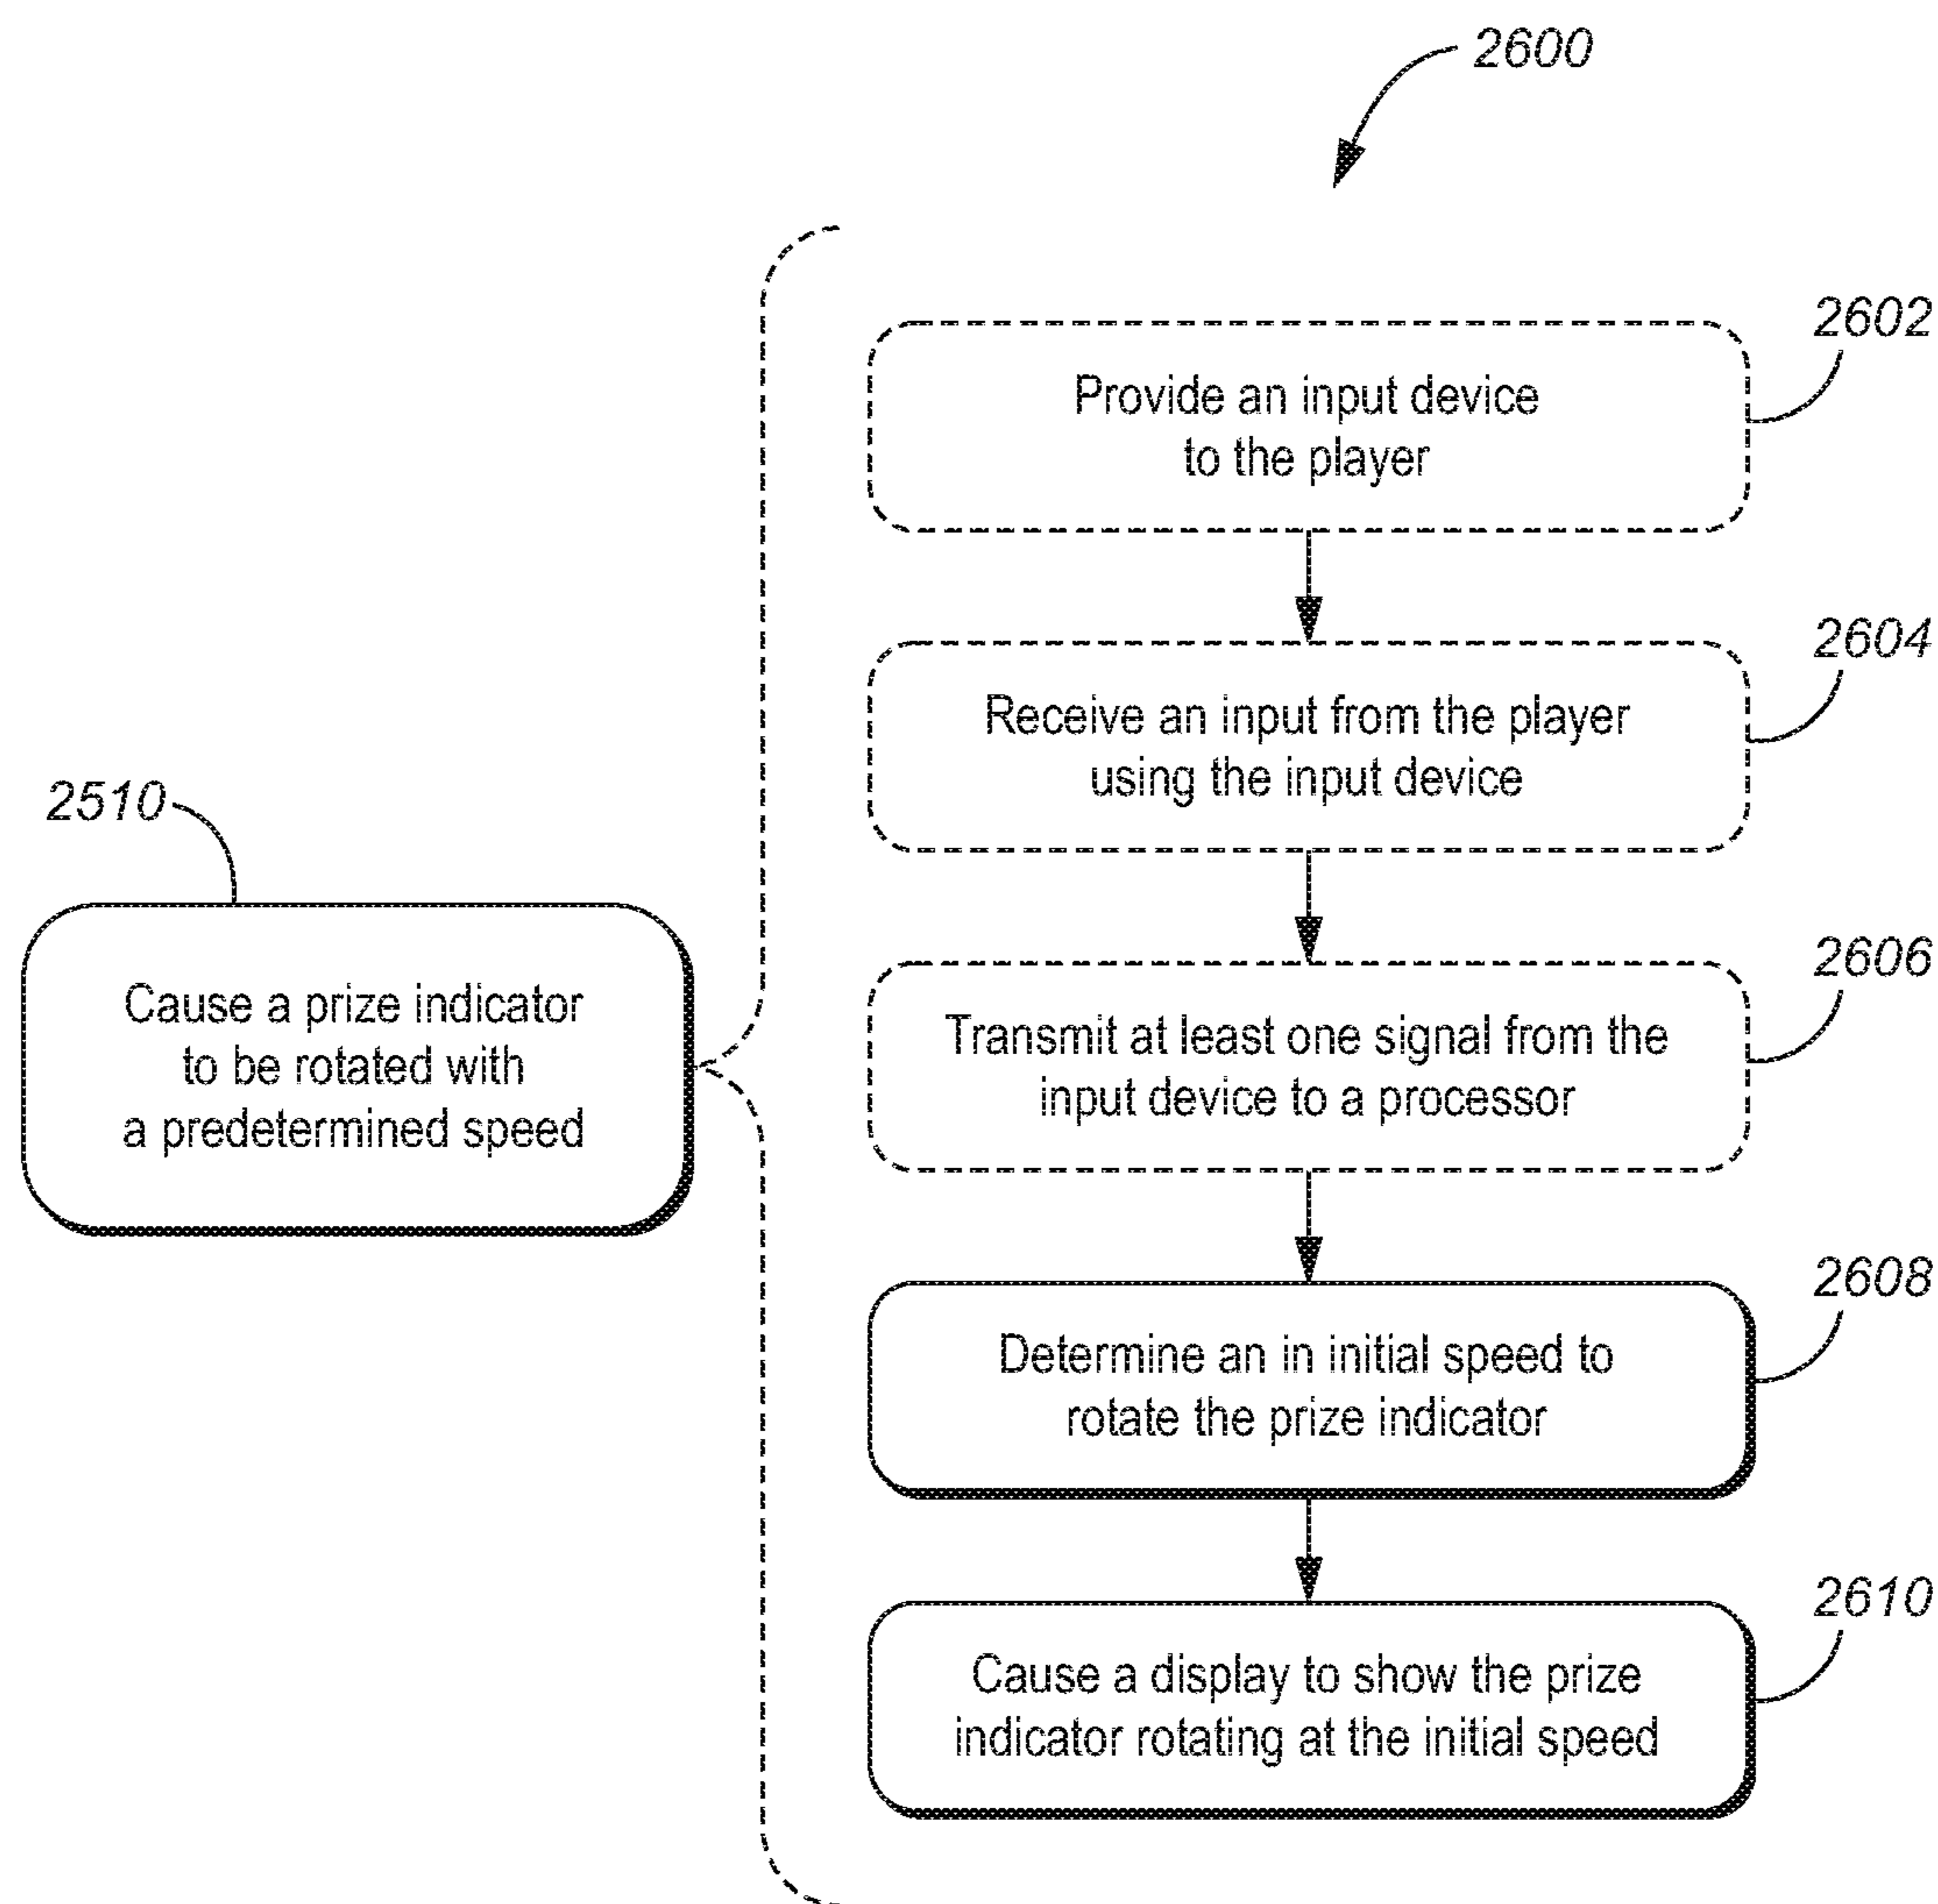 2600
2602
Provide an input device
to the player
2604
Receive an input from the player
using the input device
2510
Cause a prize indicator
to be rotated with
a predetermined speed
2606
Transmit at least one signal from the
input device to a processor
2608
Determine an in initial speed to
rotate the prize indicator
2610
Cause a display to show the prize
indicator rotating at the initial speed